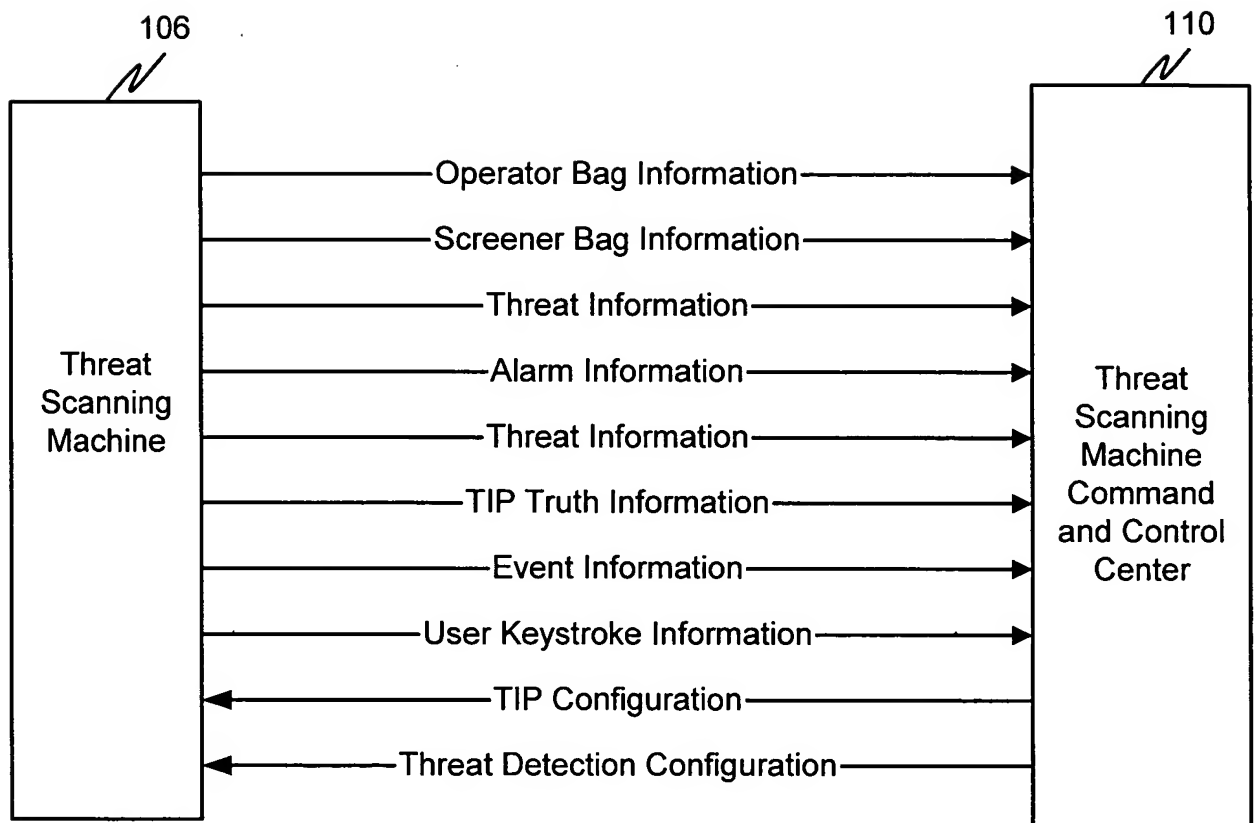 106
110
Operator Bag Information
Screener Bag Information
Threat Information
Alarm Information
Threat Information
TIP Truth Information
Event Information
User Keystroke Information
TIP Configuration
Threat Detection Configuration
Threat
Scanning
Machine
Threat
Scanning
Machine
Command
and Control
Center